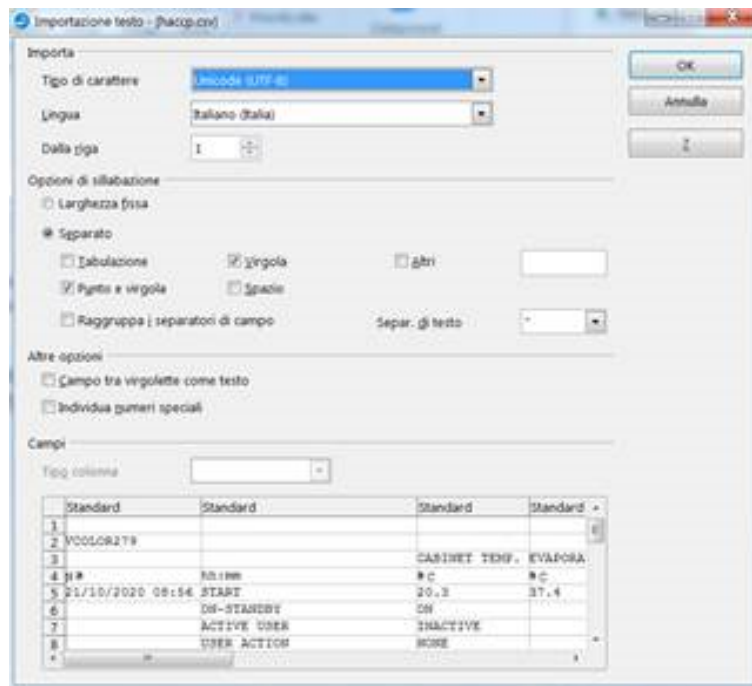 Importazione testo - [haccp.csv]
Importa
Tipo di carattere Unicode (UTF-8)
Lingua Italiano (Italia)
Dalla riga 1
OK
Annulla
?
Opzioni di sillabazione
Larghezza fissa
Separato
Tabulazione Virgola Altri
Punto e virgola Spazio
Raggruppa i separatori di campo Separ. di testo "
Altre opzioni
Campo tra virgolette come testo
Individua numeri speciali
Campi
Tipo colonna
Standard Standard Standard Standard
1
2 VCOLOR279
3 CABINET TEMP. EVAPORA
4 hh:mm C C
5 21/10/2020 08:56 START 20.3 37.4
6 ON-STANDBY ON
7 ACTIVE USER INACTIVE
8 USER ACTION NONE